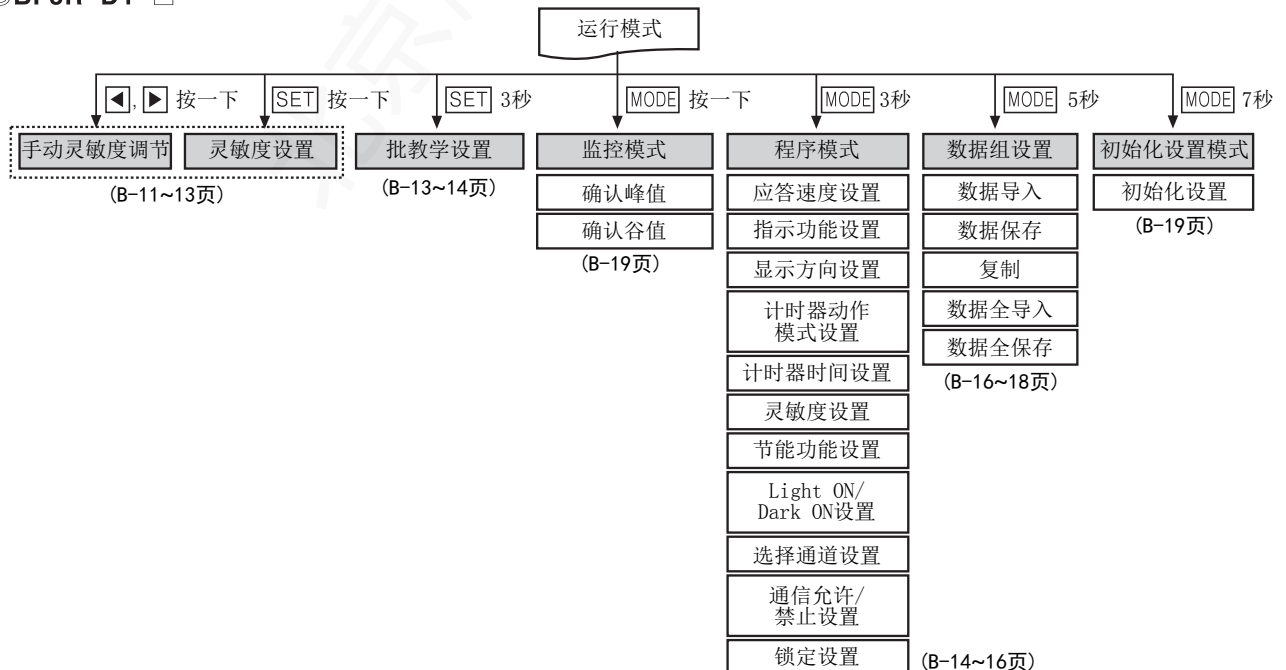 运行模式
◀, ▶ 按一下
SET 按一下
SET 3秒
MODE 按一下
MODE 3秒
MODE 5秒
MODE 7秒
手动灵敏度调节
灵敏度设置
(B-11~13页)
批教学设置
(B-13~14页)
监控模式
确认峰值
确认谷值
(B-19页)
程序模式
应答速度设置
指示功能设置
显示方向设置
计时器动作
模式设置
计时器时间设置
灵敏度设置
节能功能设置
Light ON/
Dark ON设置
选择通道设置
通信允许/
禁止设置
锁定设置
(B-14~16页)
数据组设置
数据导入
数据保存
复制
数据全导入
数据全保存
(B-16~18页)
初始化设置模式
初始化设置
(B-19页)